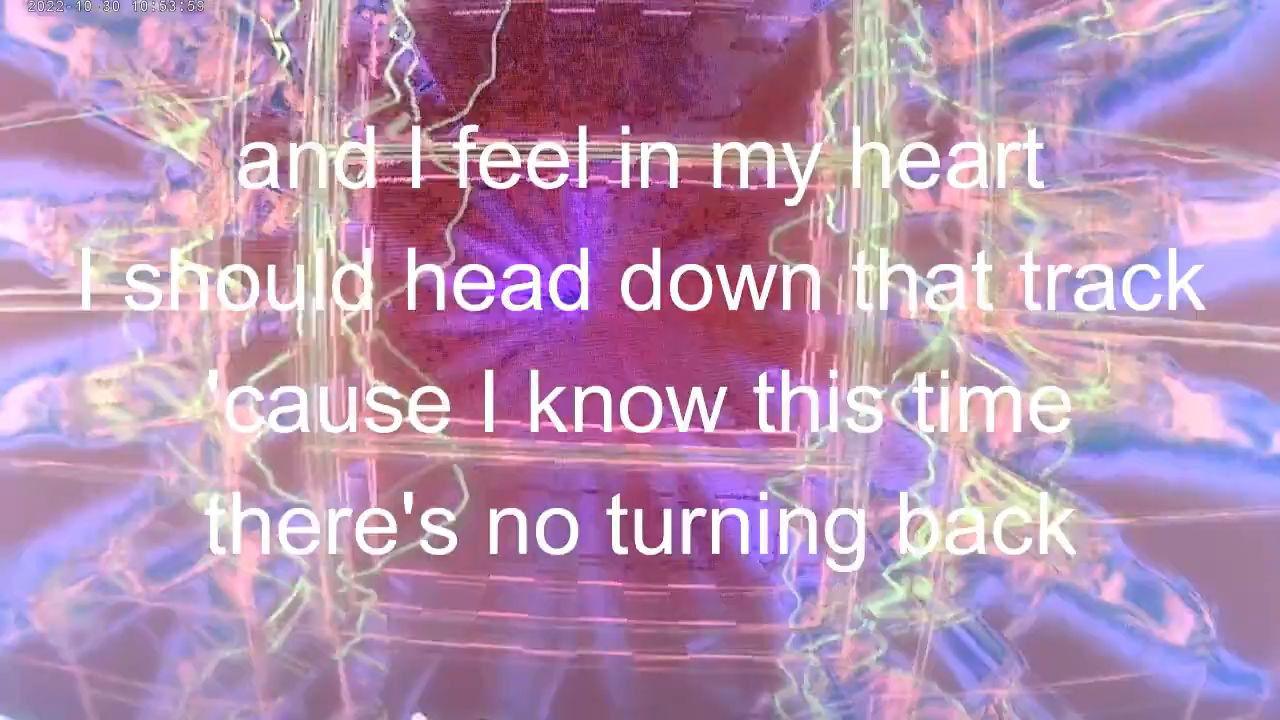 2022-10-30 10:53:59
and I feel in my heart
I should head down that track
'cause I know this time
there's no turning back